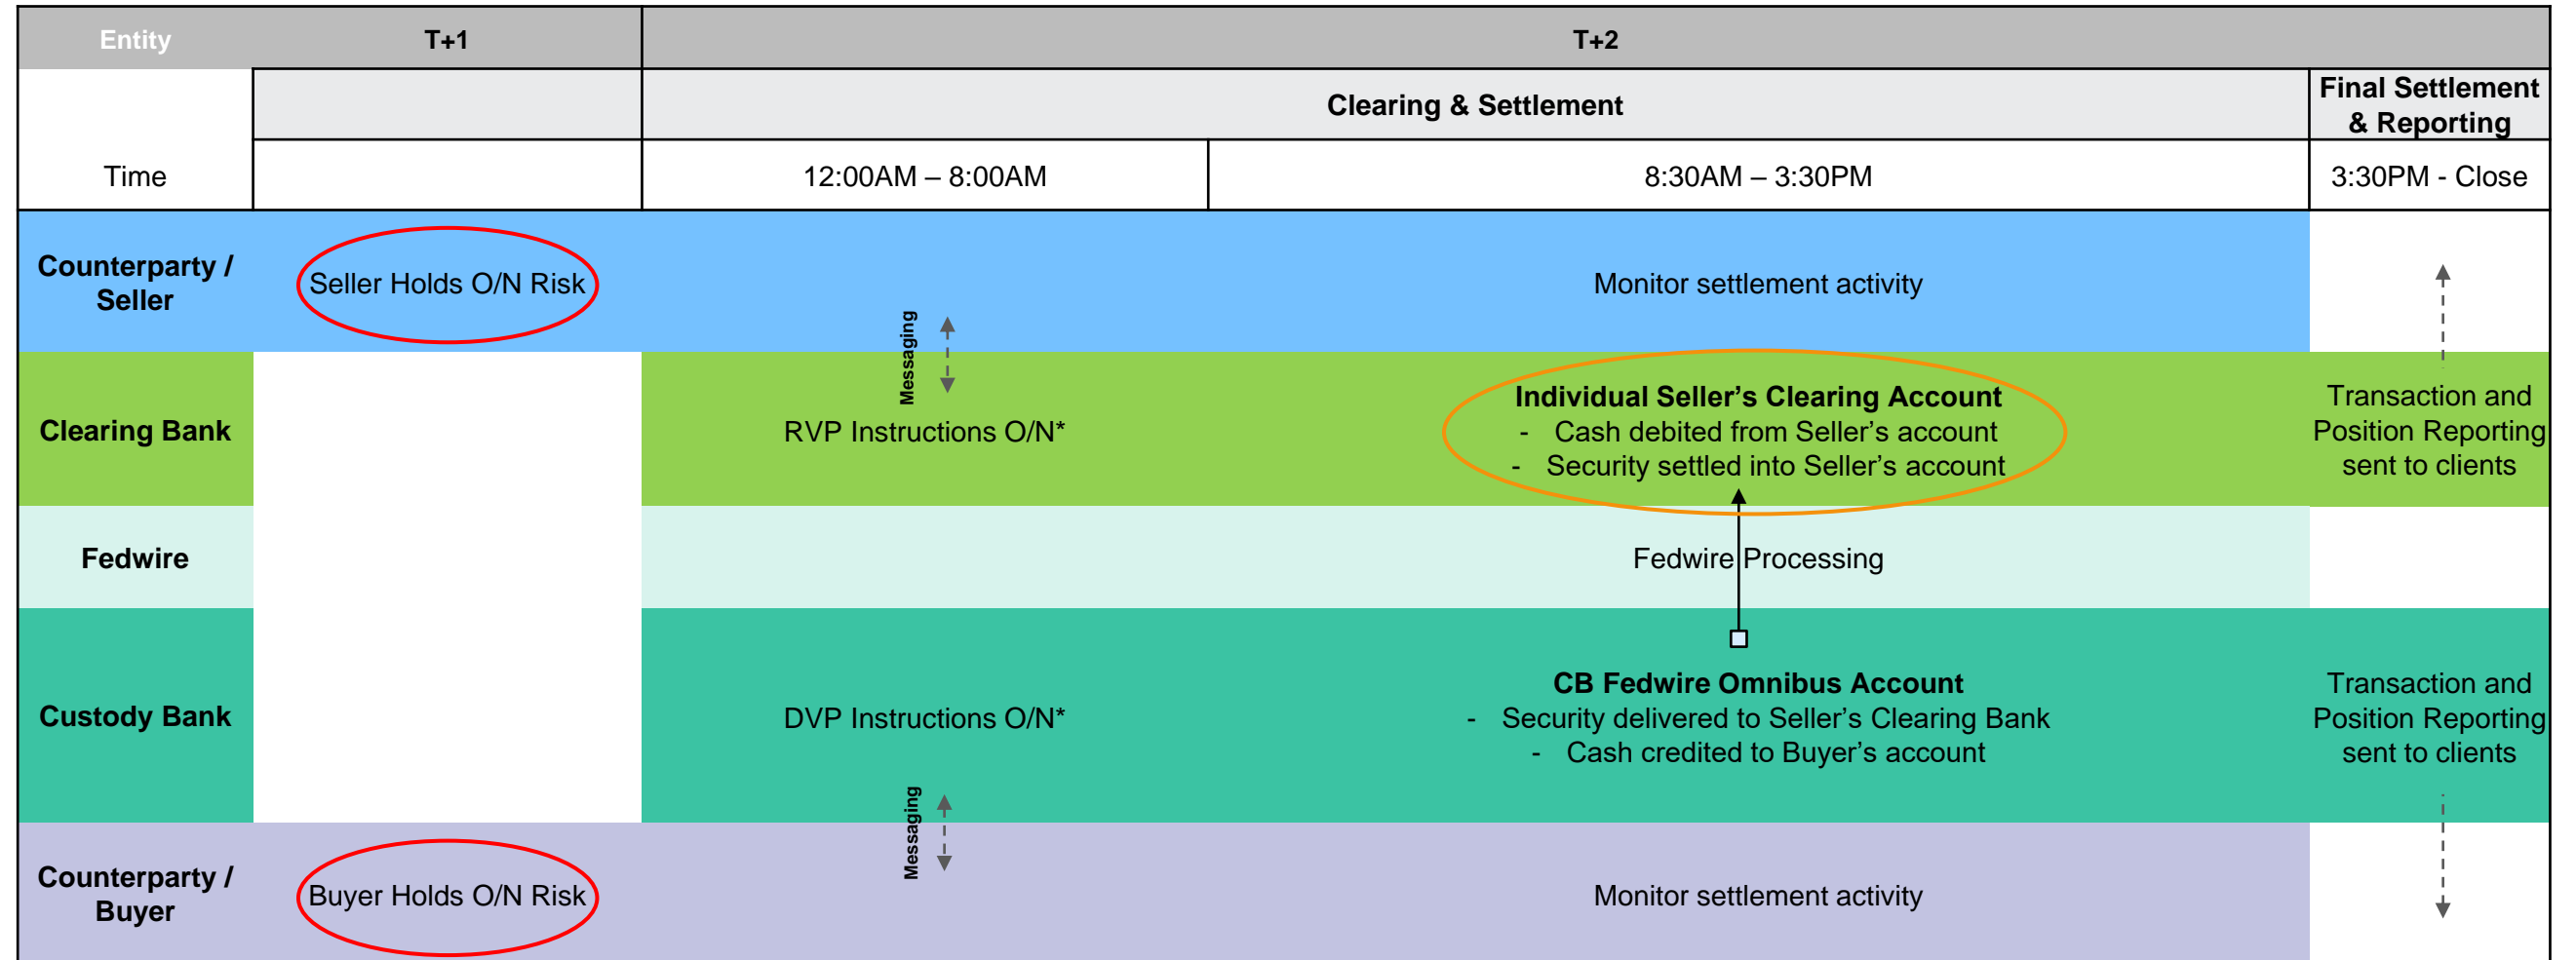 Entity
T+1
T+2
Clearing & Settlement
Final Settlement
& Reporting
Time
12:00AM – 8:00AM
8:30AM – 3:30PM
3:30PM - Close
Counterparty /
Seller
Seller Holds O/N Risk
Monitor settlement activity
Messaging
Clearing Bank
RVP Instructions O/N*
Individual Seller’s Clearing Account
- Cash debited from Seller’s account
- Security settled into Seller’s account
Transaction and
Position Reporting
sent to clients
Fedwire
Fedwire Processing
Custody Bank
DVP Instructions O/N*
CB Fedwire Omnibus Account
- Security delivered to Seller’s Clearing Bank
- Cash credited to Buyer’s account
Transaction and
Position Reporting
sent to clients
Messaging
Counterparty /
Buyer
Buyer Holds O/N Risk
Monitor settlement activity